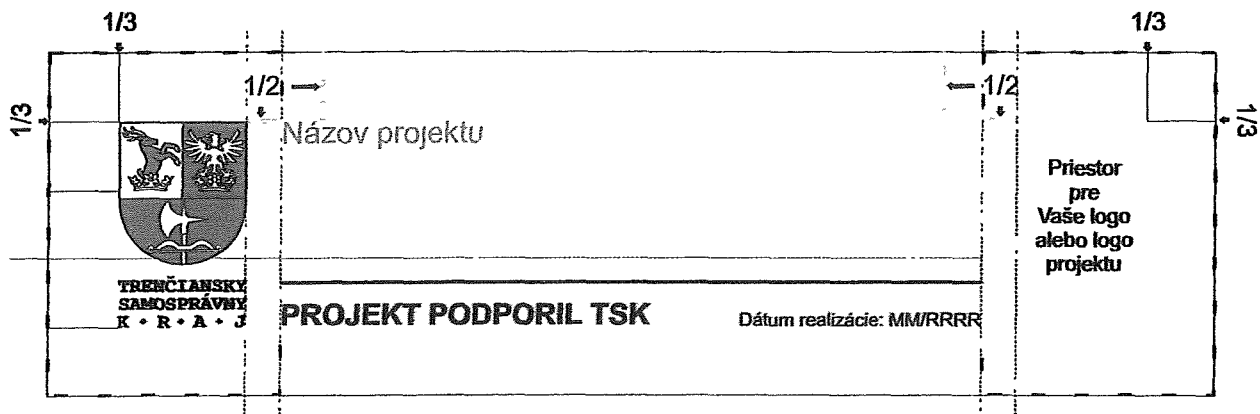 1/3
1/3
1/2
1/2
1/3
1/3
Názov projektu
Priestor
pre
Vaše logo
alebo logo
projektu
TRENČIANSKY
SAMOSPRÁVNY
K • R • A • J
PROJEKT PODPORIL TSK
Dátum realizácie: MM/RRRR